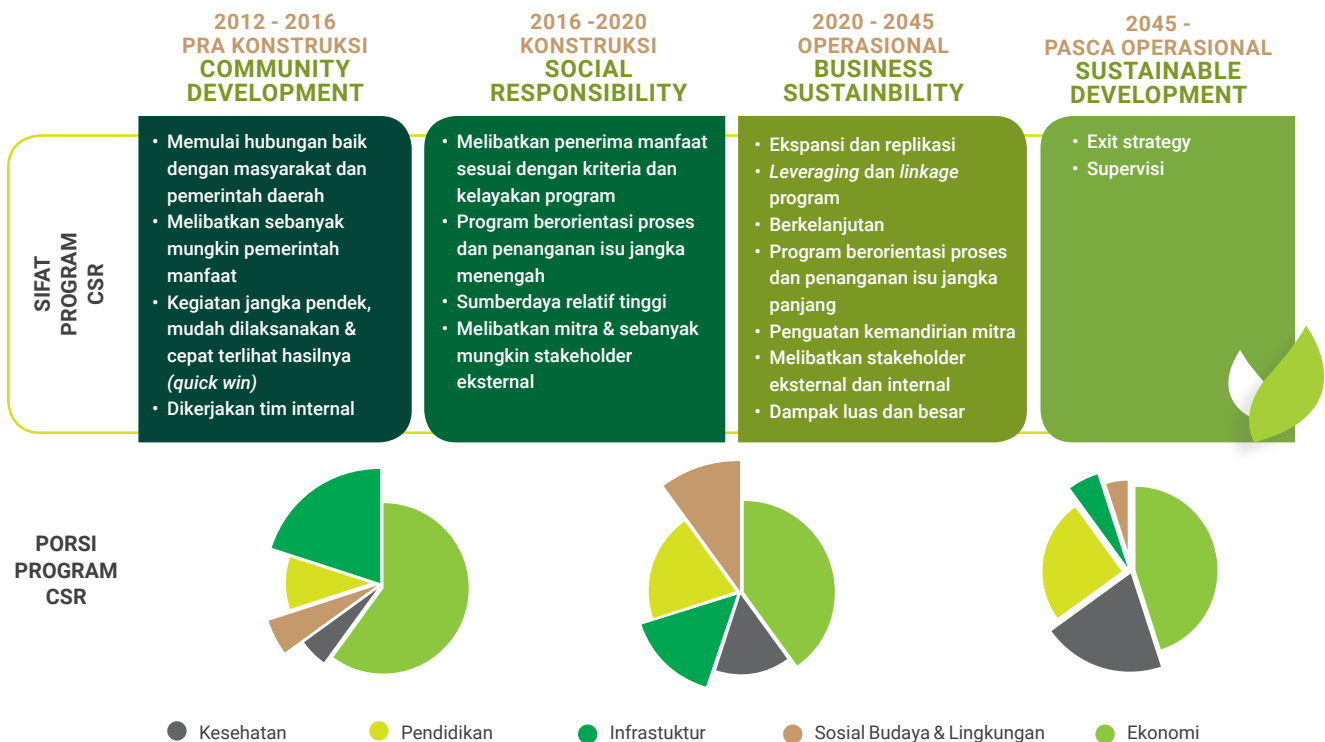 2012 - 2016
PRA KONSTRUKSI
COMMUNITY
DEVELOPMENT
2016 -2020
KONSTRUKSI
SOCIAL
RESPONSIBILITY
2020 - 2045
OPERASIONAL
BUSINESS
SUSTAINBILITY
2045 -
PASCA OPERASIONAL
SUSTAINABLE
DEVELOPMENT
SIFAT
PROGRAM
CSR
• Memulai hubungan baik
dengan masyarakat dan
pemerintah daerah
• Melibatkan sebanyak
mungkin pemerintah
manfaat
• Kegiatan jangka pendek,
mudah dilaksanakan &
cepat terlihat hasilnya
(quick win)
• Dikerjakan tim internal
• Melibatkan penerima manfaat
sesuai dengan kriteria dan
kelayakan program
• Program berorientasi proses
dan penanganan isu jangka
menengah
• Sumberdaya relatif tinggi
• Melibatkan mitra & sebanyak
mungkin stakeholder
eksternal
• Ekspansi dan replikasi
• Leveraging dan linkage
program
• Berkelanjutan
• Program berorientasi proses
dan penanganan isu jangka
panjang
• Penguatan kemandirian mitra
• Melibatkan stakeholder
eksternal dan internal
• Dampak luas dan besar
• Exit strategy
• Supervisi
PORSI
PROGRAM
CSR
Kesehatan
Pendidikan
Infrastuktur
Sosial Budaya & Lingkungan
Ekonomi